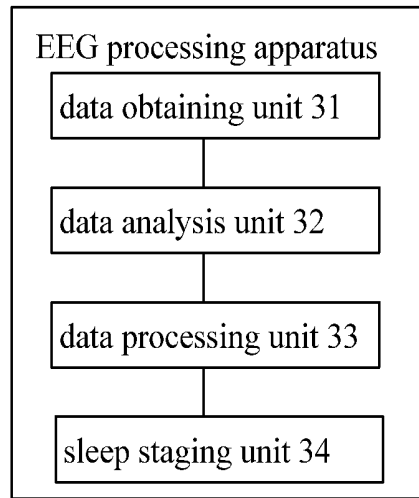 EEG processing apparatus
data obtaining unit 31
data analysis unit 32
data processing unit 33
sleep staging unit 34